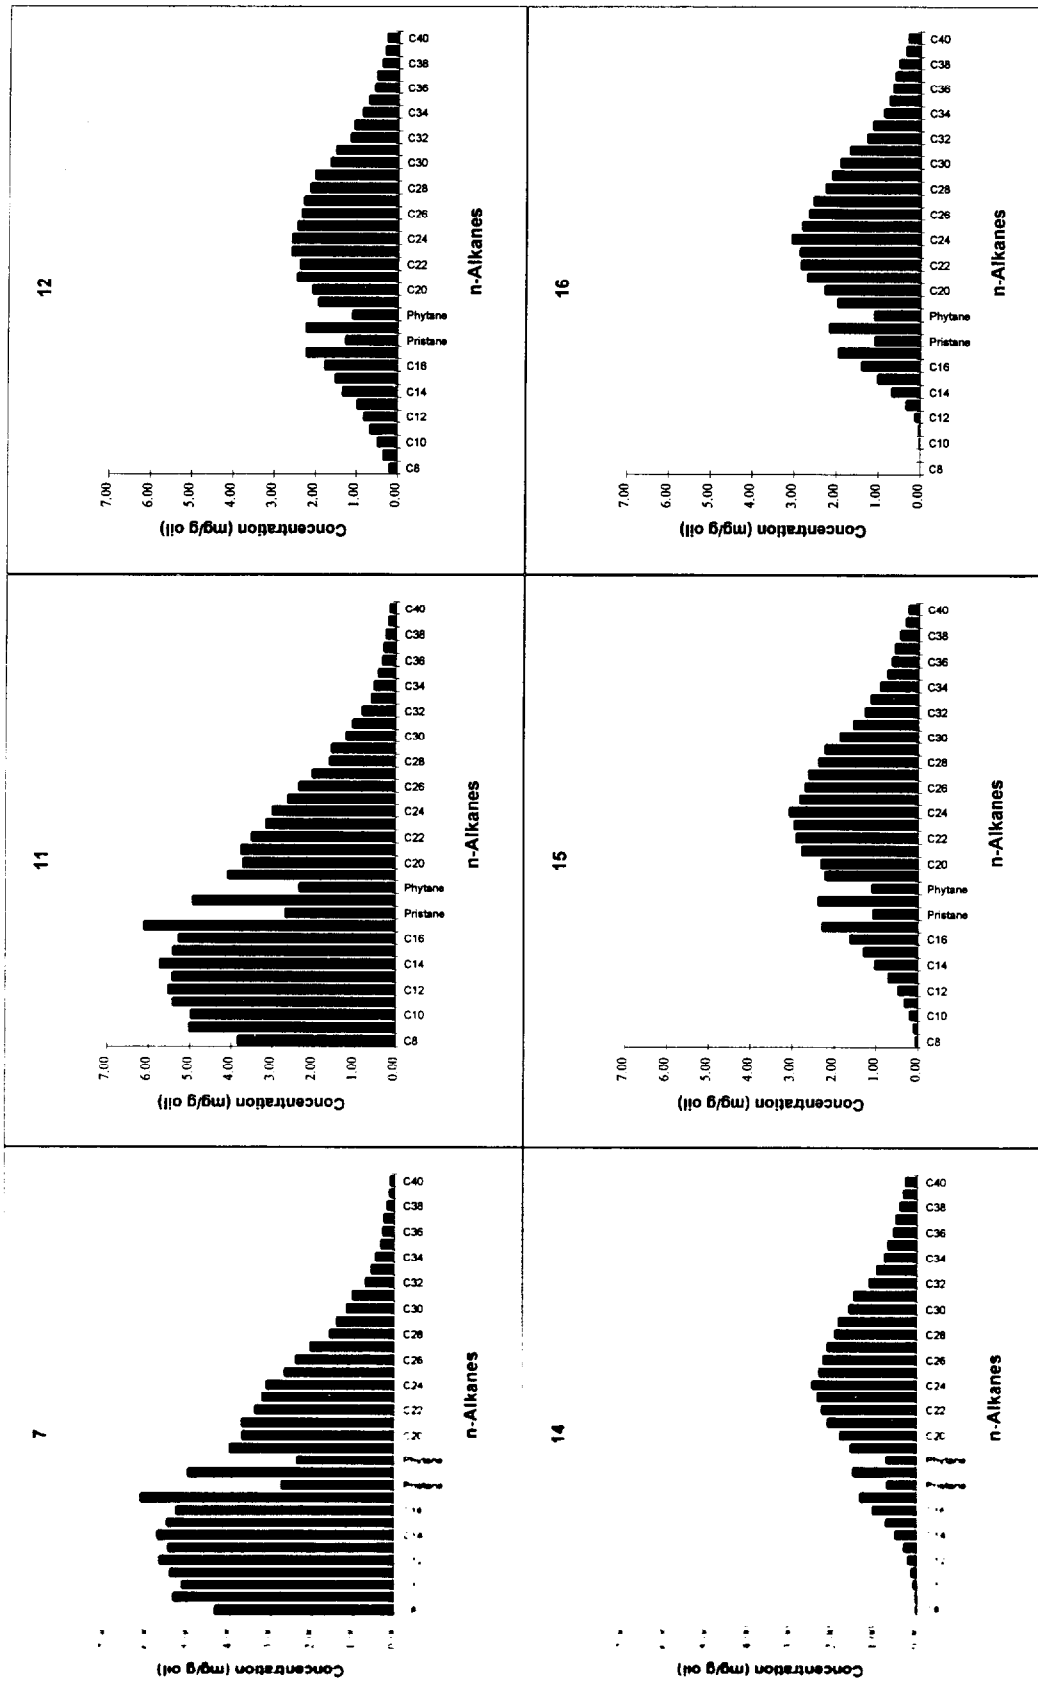 7
Concentration (mg/g oil)
C20
C22
C24
C26
C28
C30
C32
C34
C36
C38
C40
n-Alkanes
11
Concentration (mg/g oil)
7.00
6.00
5.00
4.00
3.00
2.00
1.00
0.00
C8
C10
C12
C14
C16
Pristane
Phytane
C20
C22
C24
C26
C28
C30
C32
C34
C36
C38
C40
n-Alkanes
12
Concentration (mg/g oil)
7.00
6.00
5.00
4.00
3.00
2.00
1.00
0.00
C8
C10
C12
C14
C16
Pristane
Phytane
C20
C22
C24
C26
C28
C30
C32
C34
C36
C38
C40
n-Alkanes
14
Concentration (mg/g oil)
Phytane
C20
C22
C24
C26
C28
C30
C32
C34
C36
C38
C40
n-Alkanes
15
Concentration (mg/g oil)
7.00
6.00
5.00
4.00
3.00
2.00
1.00
0.00
C8
C10
C12
C14
C16
Pristane
Phytane
C20
C22
C24
C26
C28
C30
C32
C34
C36
C38
C40
n-Alkanes
16
Concentration (mg/g oil)
7.00
6.00
5.00
4.00
3.00
2.00
1.00
0.00
C8
C10
C12
C14
C16
Pristane
Phytane
C20
C22
C24
C26
C28
C30
C32
C34
C36
C38
C40
n-Alkanes